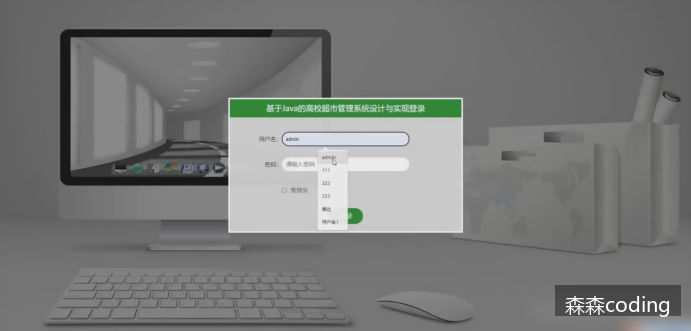 基于Java的高校超市管理系统设计与实现登录
用户名:
admin
admin
密码:
请输入密码
111
222
333
管理员
用户名1
录
森森coding